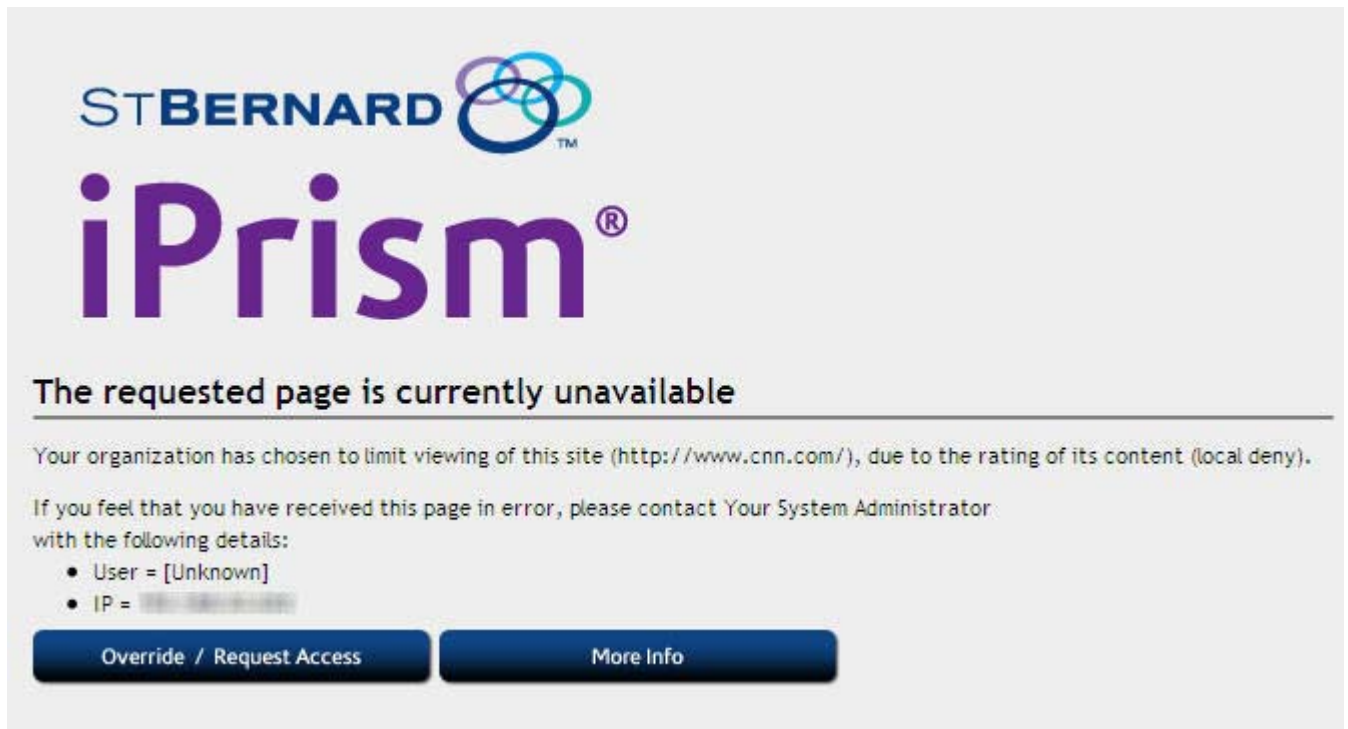 STBERNARD TM
iPrism®
The requested page is currently unavailable
Your organization has chosen to limit viewing of this site (http://www.cnn.com/), due to the rating of its content (local deny).
If you feel that you have received this page in error, please contact Your System Administrator
with the following details:
• User = [Unknown]
• IP =
Override / Request Access More Info